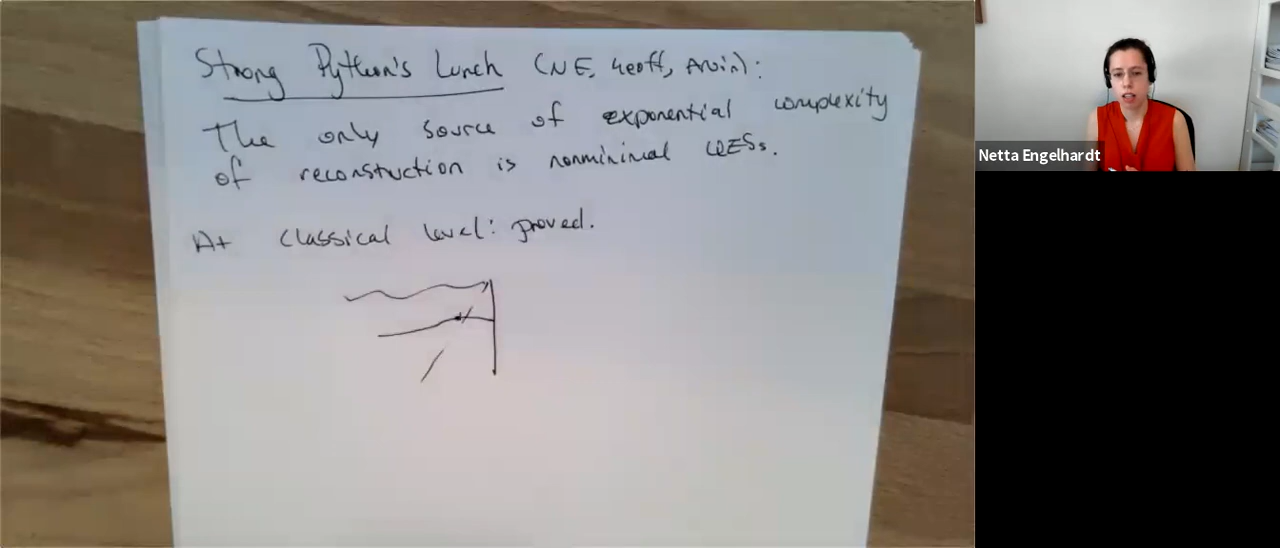 Strong Python's Lunch (NE, Geoff, Arvin):
The only source of exponential complexity
of reconstruction is nonminimal QESs.
At classical level: proved.
Netta Engelhardt